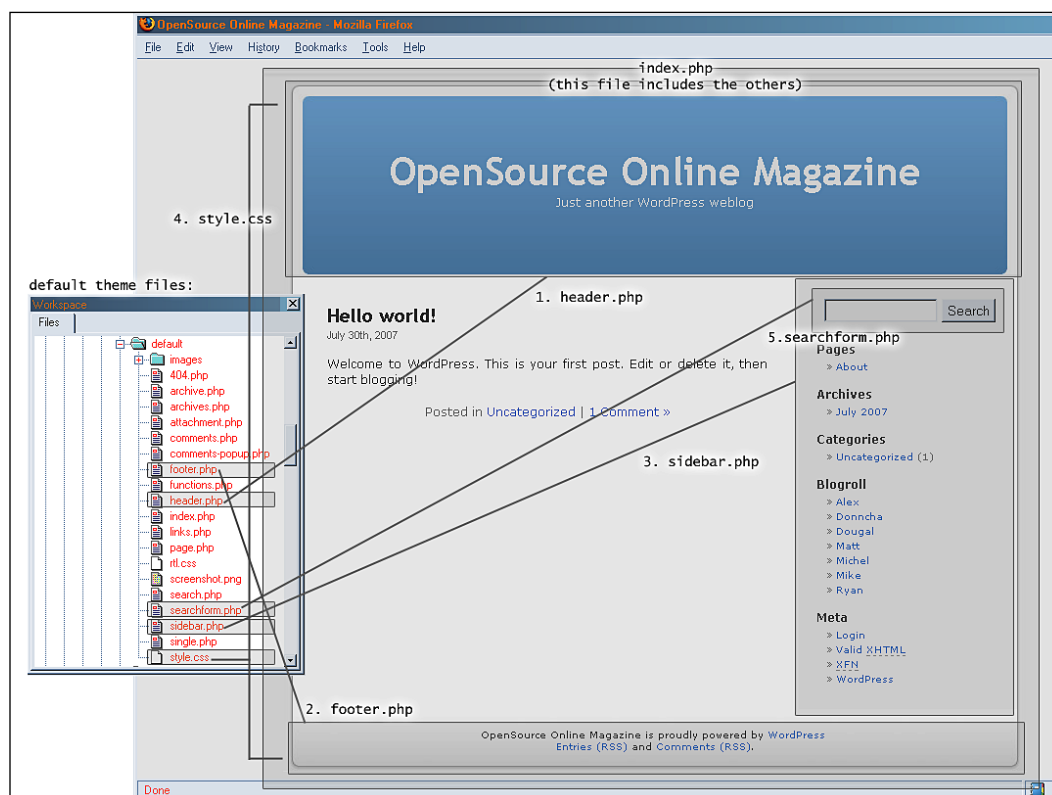 OpenSource Online Magazine - Mozilla Firefox
File Edit View History Bookmarks Tools Help
index.php
(this file includes the others)
OpenSource Online Magazine
Just another WordPress weblog
4. style.css
default theme files:
Workspace
Files
default
images
404.php
archive.php
archives.php
attachment.php
comments.php
comments-popup.php
footer.php
functions.php
header.php
index.php
links.php
page.php
rtl.css
screenshot.png
search.php
searchform.php
sidebar.php
single.php
style.css
1. header.php
Hello world!
July 30th, 2007
Welcome to WordPress. This is your first post. Edit or delete it, then
start blogging!
Posted in Uncategorized | 1 Comment »
Search
5.searchform.php
Pages
» About
Archives
» July 2007
3. sidebar.php
Categories
» Uncategorized (1)
Blogroll
» Alex
» Donncha
» Dougal
» Matt
» Michel
» Mike
» Ryan
Meta
» Login
» Valid XHTML
» XFN
» WordPress
2. footer.php
OpenSource Online Magazine is proudly powered by WordPress
Entries (RSS) and Comments (RSS).
Done